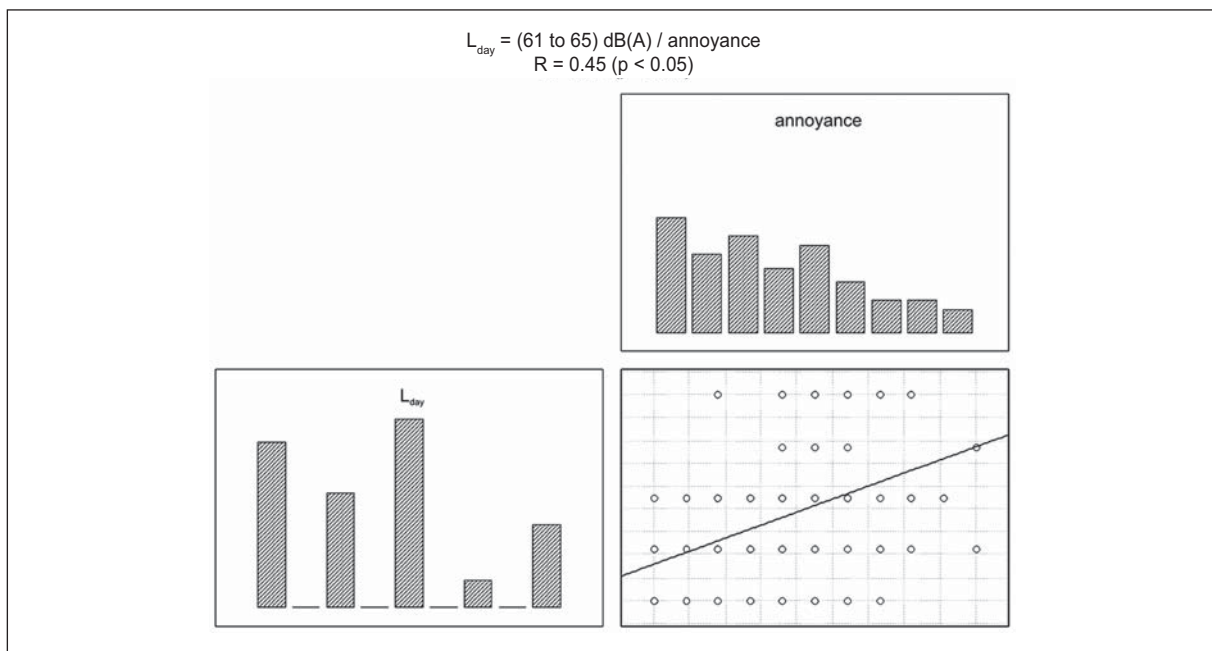 L_day = (61 to 65) dB(A) / annoyance
R = 0.45 (p < 0.05)
annoyance
L_day